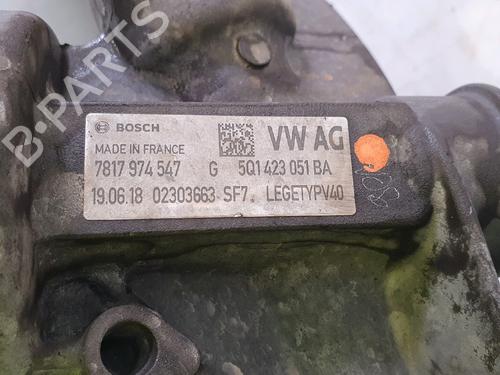 B-PARTS
BOSCH
MADE IN FRANCE
VW AG
7817 974 547 G 5Q1 423 051 BA
19.06.18 02303663 SF7. LEGETYPV40